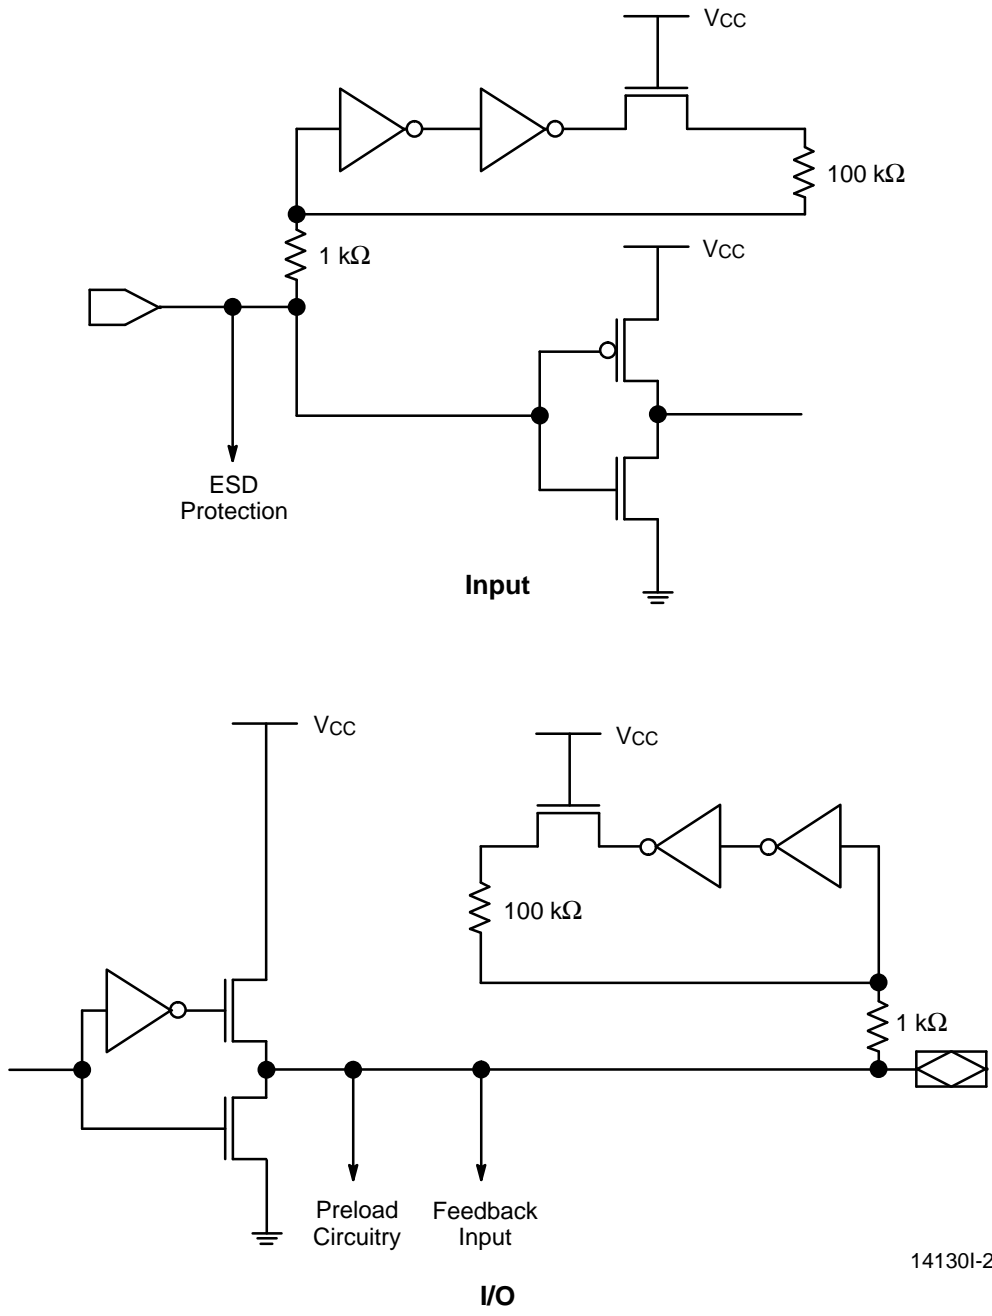 VCC
100 kΩ
1 kΩ
VCC
ESD
Protection
Input
VCC
VCC
100 kΩ
1 kΩ
Preload
Circuitry
Feedback
Input
14130I-2
I/O